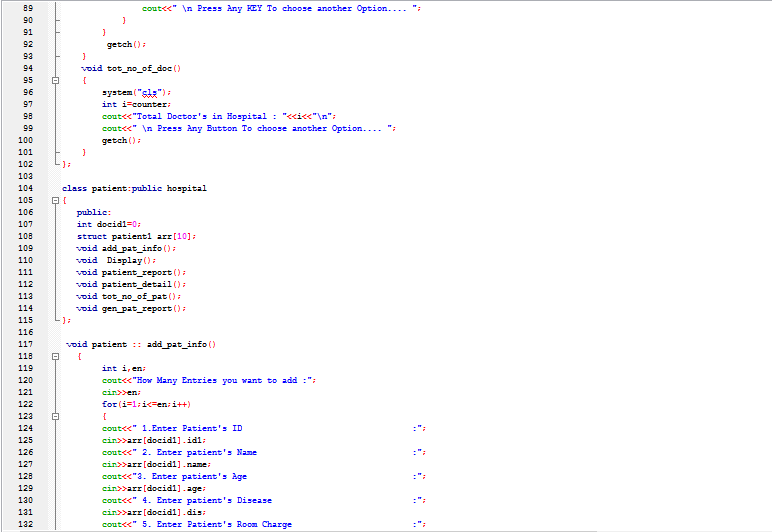 89 cout<<" \n Press Any KEY To choose another Option.... ";
90 }
91 }
92 getch();
93 }
94 void tot_no_of_doc()
95 {
96 system("cls");
97 int i=counter;
98 cout<<"Total Doctor's in Hospital : "<<i<<"\n";
99 cout<<" \n Press Any Button To choose another Option.... ";
100 getch();
101 }
102 };
103
104 class patient:public hospital
105 {
106 public:
107 int docid1=0;
108 struct patient1 arr[10];
109 void add_pat_info();
110 void  Display();
111 void patient_report();
112 void patient_detail();
113 void tot_no_of_pat();
114 void gen_pat_report();
115 };
116
117 void patient :: add_pat_info()
118 {
119 int i,en;
120 cout<<"How Many Entries you want to add :";
121 cin>>en;
122 for(i=1;i<=en;i++)
123 {
124 cout<<" 1.Enter Patient's ID :";
125 cin>>arr[docid1].id1;
126 cout<<" 2. Enter patient's Name :";
127 cin>>arr[docid1].name;
128 cout<<"3. Enter patient's Age :";
129 cin>>arr[docid1].age;
130 cout<<" 4. Enter patient's Disease :";
131 cin>>arr[docid1].dis;
132 cout<<" 5. Enter Patient's Room Charge :";